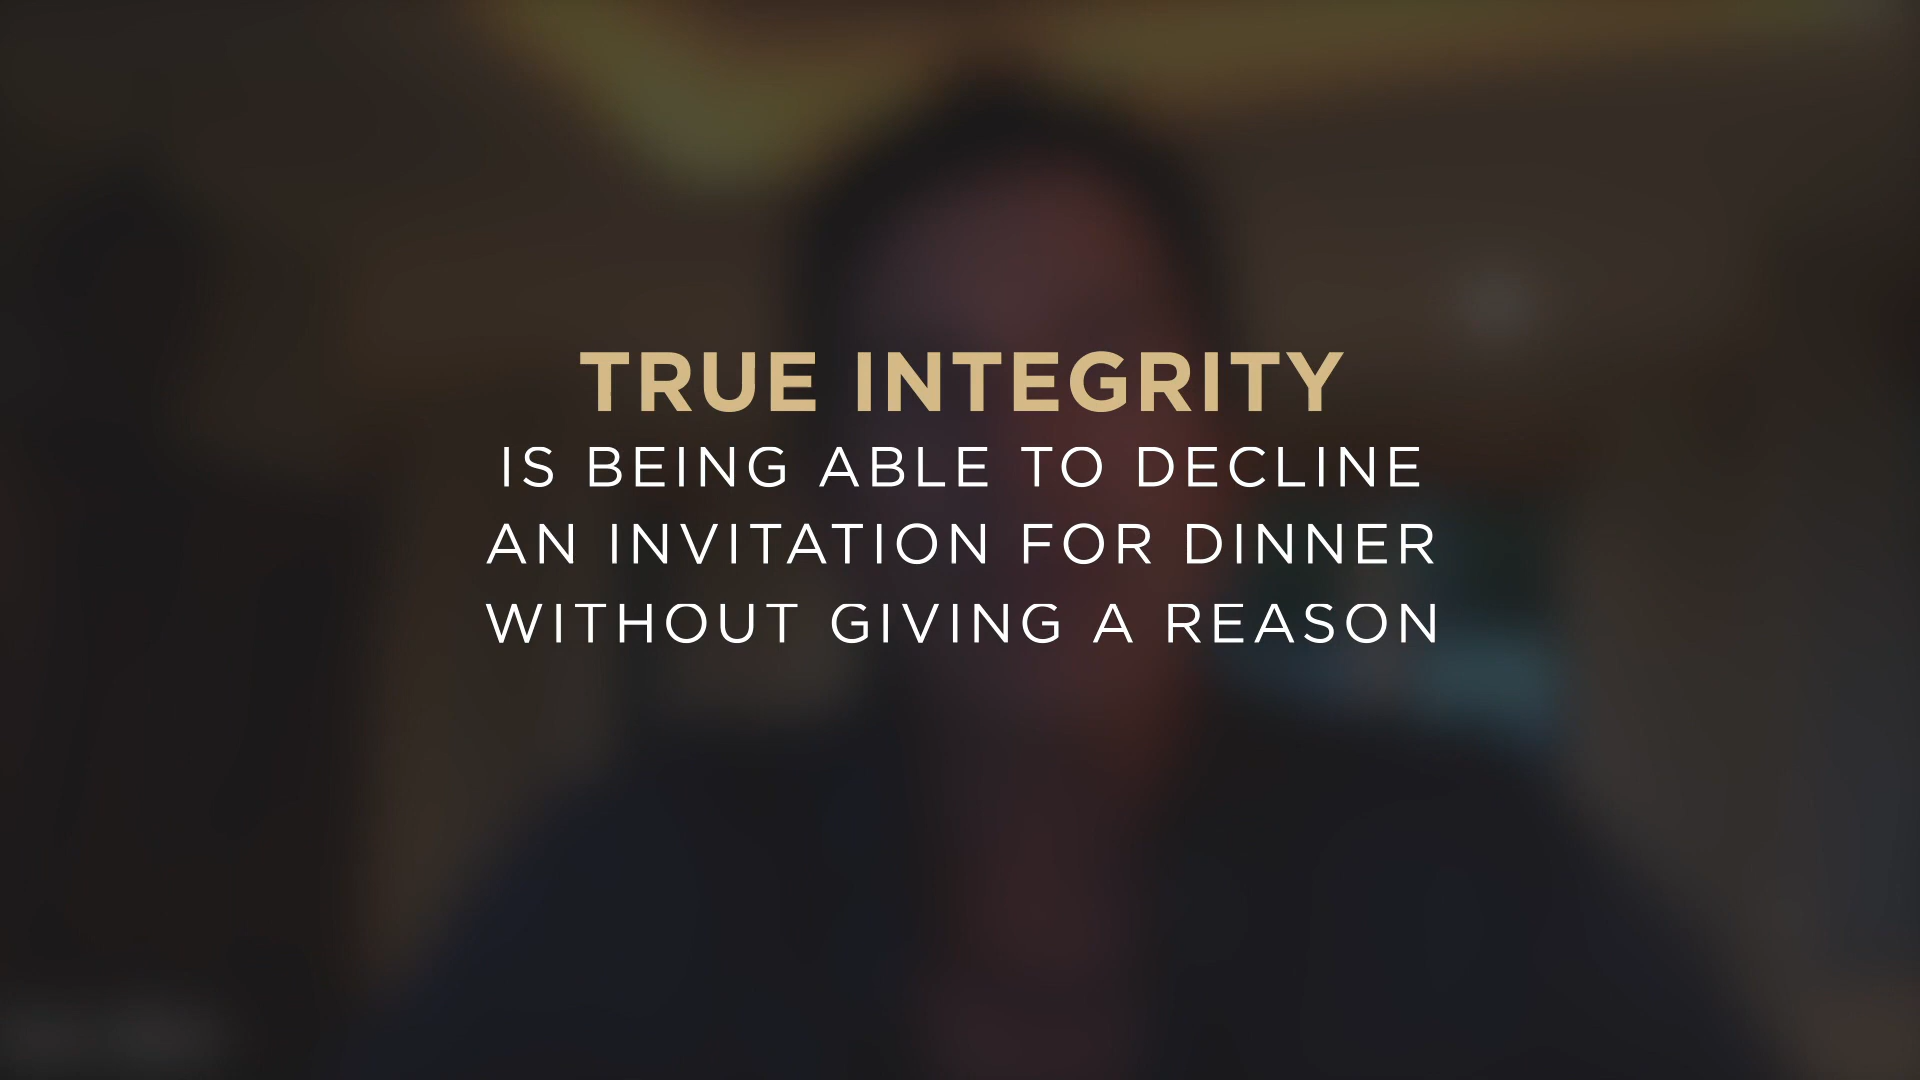 TRUE INTEGRITY
IS BEING ABLE TO DECLINE
AN INVITATION FOR DINNER
WITHOUT GIVING A REASON